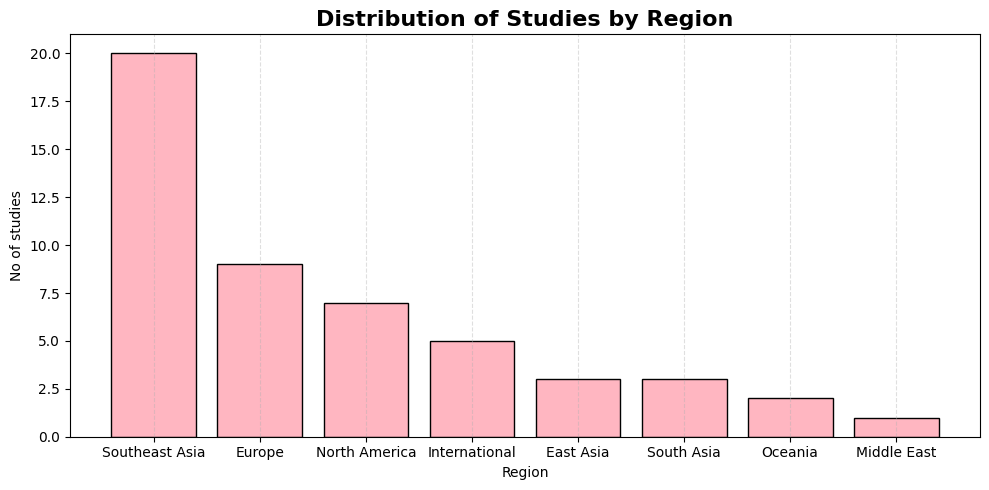 Distribution of Studies by Region
20.0
17.5
15.0
12.5
10.0
7.5
5.0
2.5
0.0
No of studies
Southeast Asia Europe North America International East Asia South Asia Oceania Middle East
Region